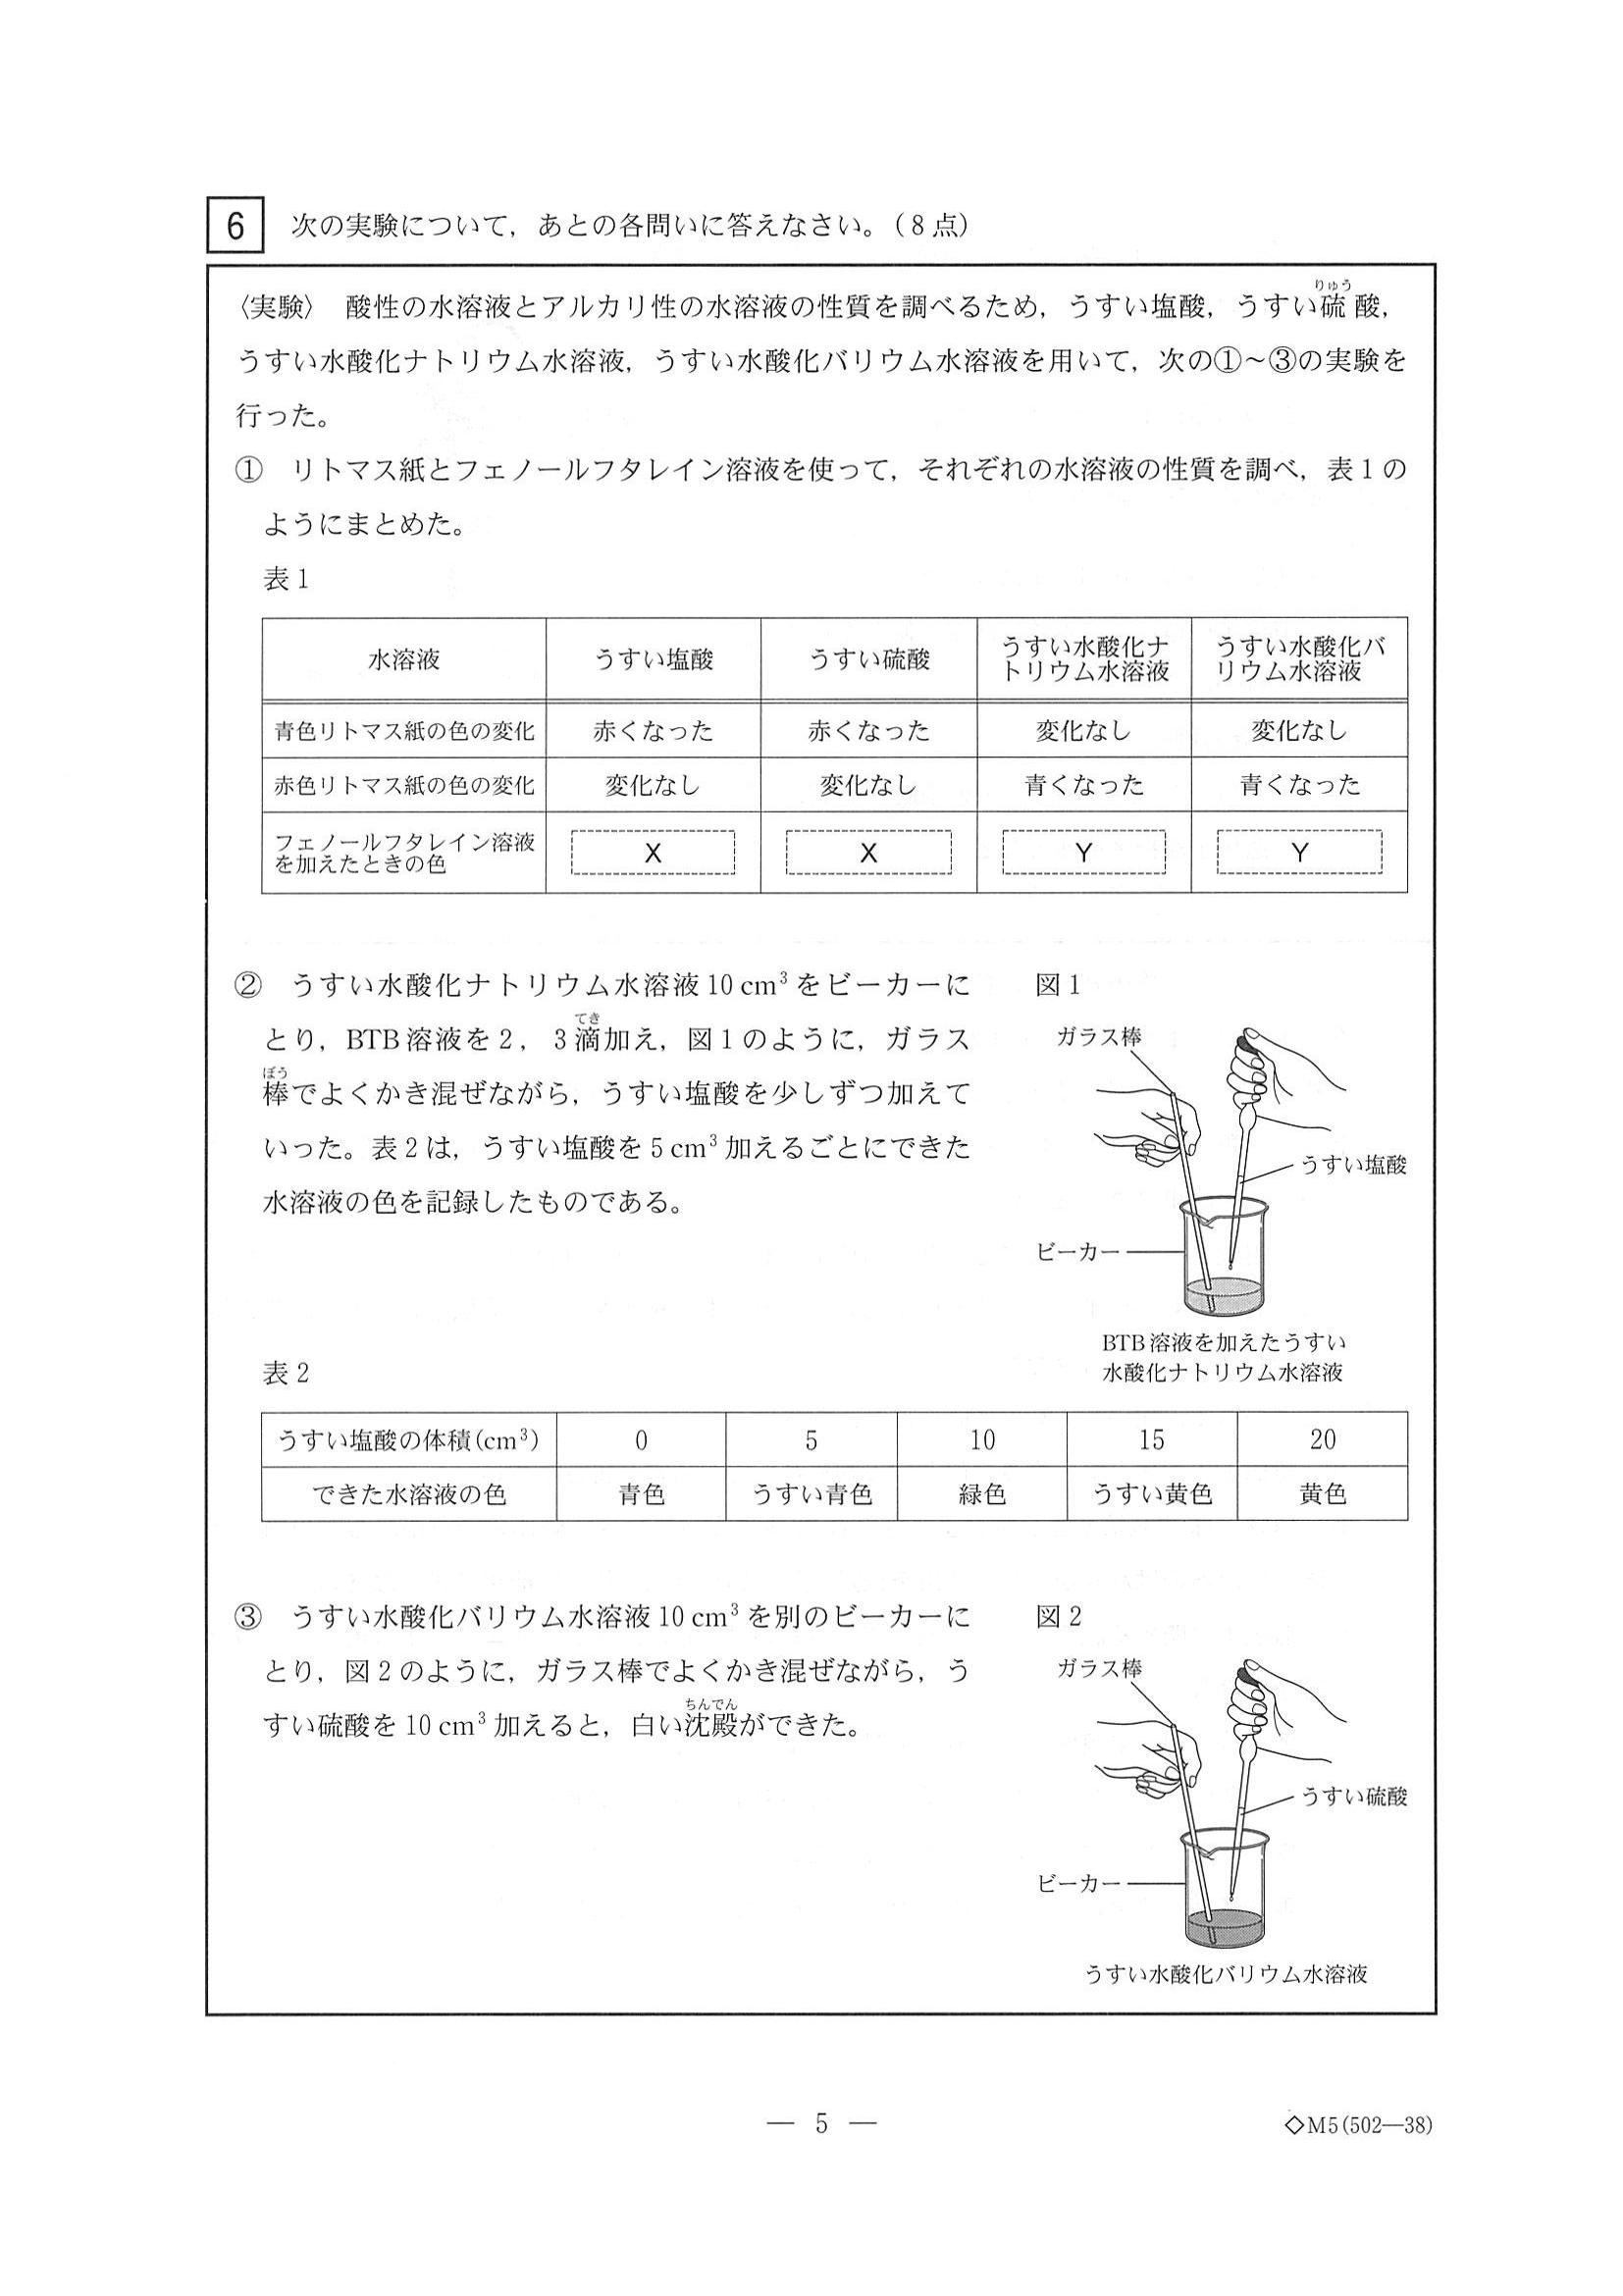 6 次の実験について，あとの各問いに答えなさい。（8点）
〈実験〉 酸性の水溶液とアルカリ性の水溶液の性質を調べるため，うすい塩酸，うすい硫酸，
りゅう
うすい水酸化ナトリウム水溶液，うすい水酸化バリウム水溶液を用いて，次の①～③の実験を
行った。
① リトマス紙とフェノールフタレイン溶液を使って，それぞれの水溶液の性質を調べ，表1の
ようにまとめた。
表1
水溶液 うすい塩酸 うすい硫酸 うすい水酸化ナトリウム水溶液 うすい水酸化バリウム水溶液
青色リトマス紙の色の変化 赤くなった 赤くなった 変化なし 変化なし
赤色リトマス紙の色の変化 変化なし 変化なし 青くなった 青くなった
フェノールフタレイン溶液を加えたときの色 X X Y Y
② うすい水酸化ナトリウム水溶液10 cm³をビーカーに
とり，BTB溶液を2，3滴加え，図1のように，ガラス
てき
棒でよくかき混ぜながら，うすい塩酸を少しずつ加えて
ぼう
いった。表2は，うすい塩酸を5 cm³加えるごとにできた
水溶液の色を記録したものである。
図1
ガラス棒
うすい塩酸
ビーカー
BTB溶液を加えたうすい
水酸化ナトリウム水溶液
表2
うすい塩酸の体積(cm³) 0 5 10 15 20
できた水溶液の色 青色 うすい青色 緑色 うすい黄色 黄色
③ うすい水酸化バリウム水溶液10 cm³を別のビーカーに
とり，図2のように，ガラス棒でよくかき混ぜながら，う
すい硫酸を10 cm³加えると，白い沈殿ができた。
ちんでん
図2
ガラス棒
うすい硫酸
ビーカー
うすい水酸化バリウム水溶液
— 5 —
◇M5(502—38)